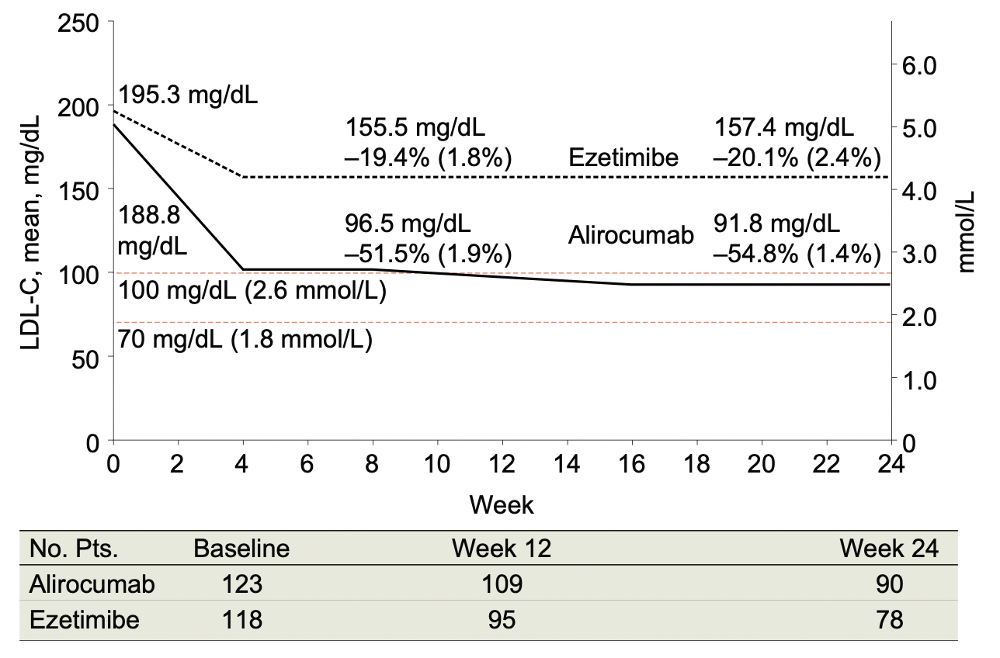 250
200
150
100
50
0
LDL-C, mean, mg/dL
195.3 mg/dL
188.8
mg/dL
155.5 mg/dL
–19.4% (1.8%)
Ezetimibe
157.4 mg/dL
–20.1% (2.4%)
96.5 mg/dL
–51.5% (1.9%)
Alirocumab
91.8 mg/dL
–54.8% (1.4%)
100 mg/dL (2.6 mmol/L)
70 mg/dL (1.8 mmol/L)
6.0
5.0
4.0
3.0
2.0
1.0
0
mmol/L
0 2 4 6 8 10 12 14 16 18 20 22 24
Week
No. Pts. Baseline Week 12 Week 24
Alirocumab 123 109 90
Ezetimibe 118 95 78